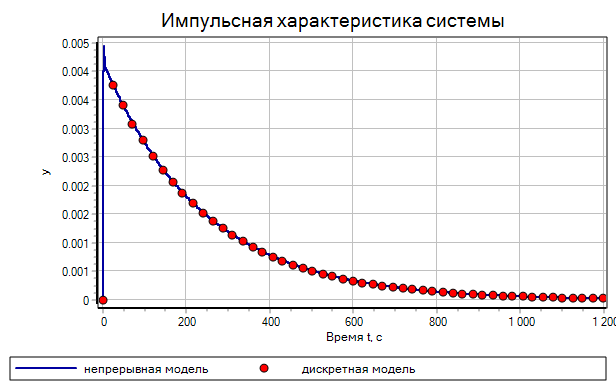 Импульсная характеристика системы
0.005
0.004
0.004
0.003
0.003
0.002
0.002
0.001
0.001
0
y
0 200 400 600 800 1 000 1 200
Время t, с
непрерывная модель дискретная модель